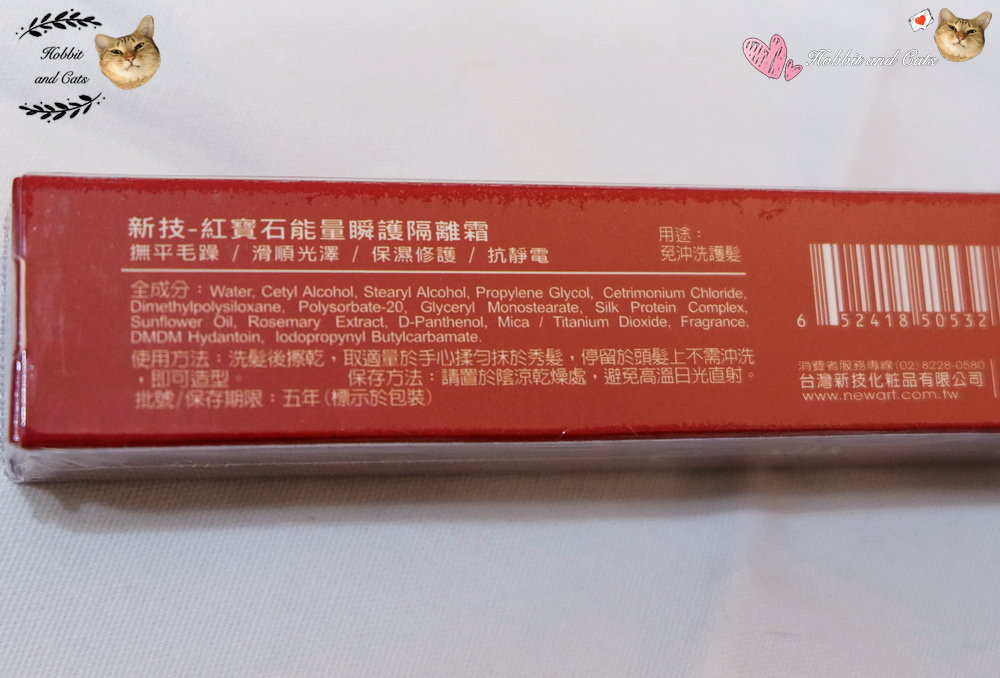 Hobbit
and Cats
Hobbit and Cats
新技-紅寶石能量瞬護隔離霜
撫平毛躁 / 滑順光澤 / 保濕修護 / 抗靜電
用途：
免沖洗護髮
全成分：Water, Cetyl Alcohol, Stearyl Alcohol, Propylene Glycol, Cetrimonium Chloride,
Dimethylpolysiloxane, Polysorbate-20, Glyceryl Monostearate, Silk Protein Complex,
Sunflower Oil, Rosemary Extract, D-Panthenol, Mica / Titanium Dioxide, Fragrance,
DMDM Hydantoin, Iodopropynyl Butylcarbamate.
使用方法：洗髮後擦乾，取適量於手心揉勻抹於秀髮，停留於頭髮上不需沖洗
，即可造型。 保存方法：請置於陰涼乾燥處，避免高溫日光直射。
批號/保存期限：五年(標示於包裝)
6 52418 50532
消費者服務專線(02)8228-0580
台灣新技化粧品有限公司
www.newart.com.tw